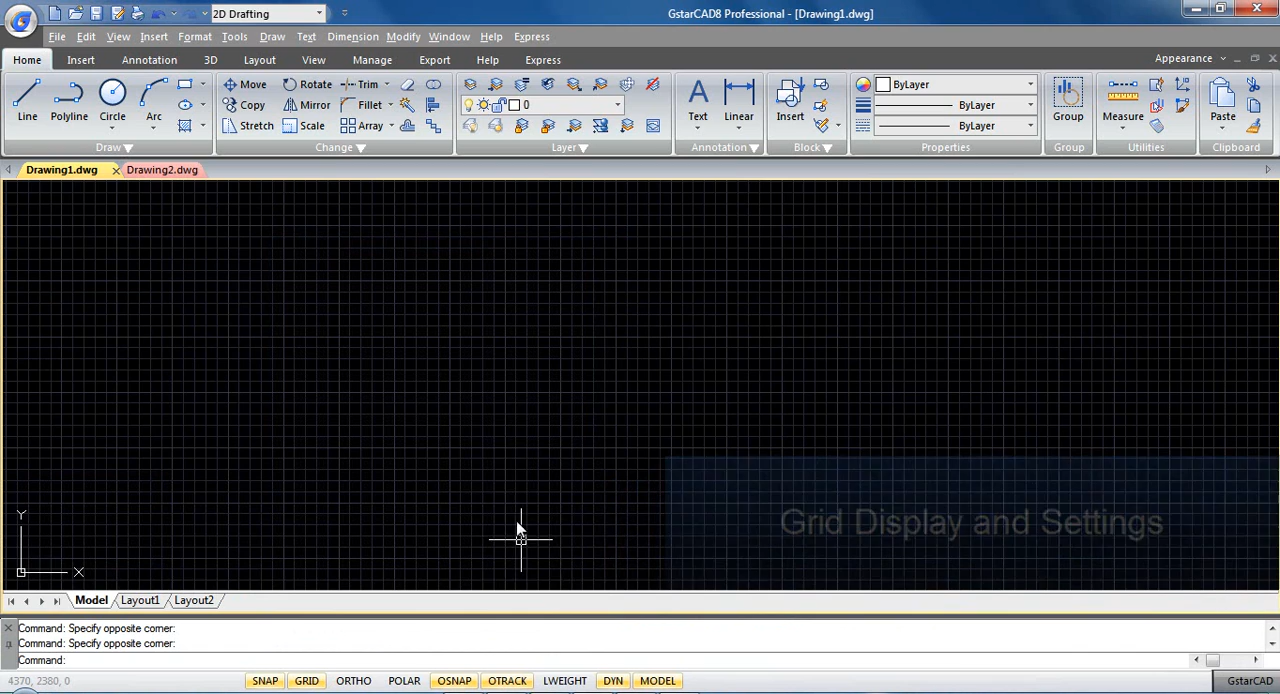 2D Drafting
GstarCAD8 Professional - [Drawing1.dwg]
File Edit View Insert Format Tools Draw Text Dimension Modify Window Help Express
Home Insert Annotation 3D Layout View Manage Export Help Express Appearance
Move Rotate Trim
0 ByLayer
Copy Mirror Fillet
ByLayer
Line Polyline Circle Arc Text Linear Insert Group Measure Paste
Stretch Scale Array ByLayer
Draw Change Layer Annotation Block Properties Group Utilities Clipboard
Drawing1.dwg Drawing2.dwg
Grid Display and Settings
Y
X
Model Layout1 Layout2
Command: Specify opposite corner:
Command: Specify opposite corner:
Command:
4370, 2380, 0 SNAP GRID ORTHO POLAR OSNAP OTRACK LWEIGHT DYN MODEL GstarCAD